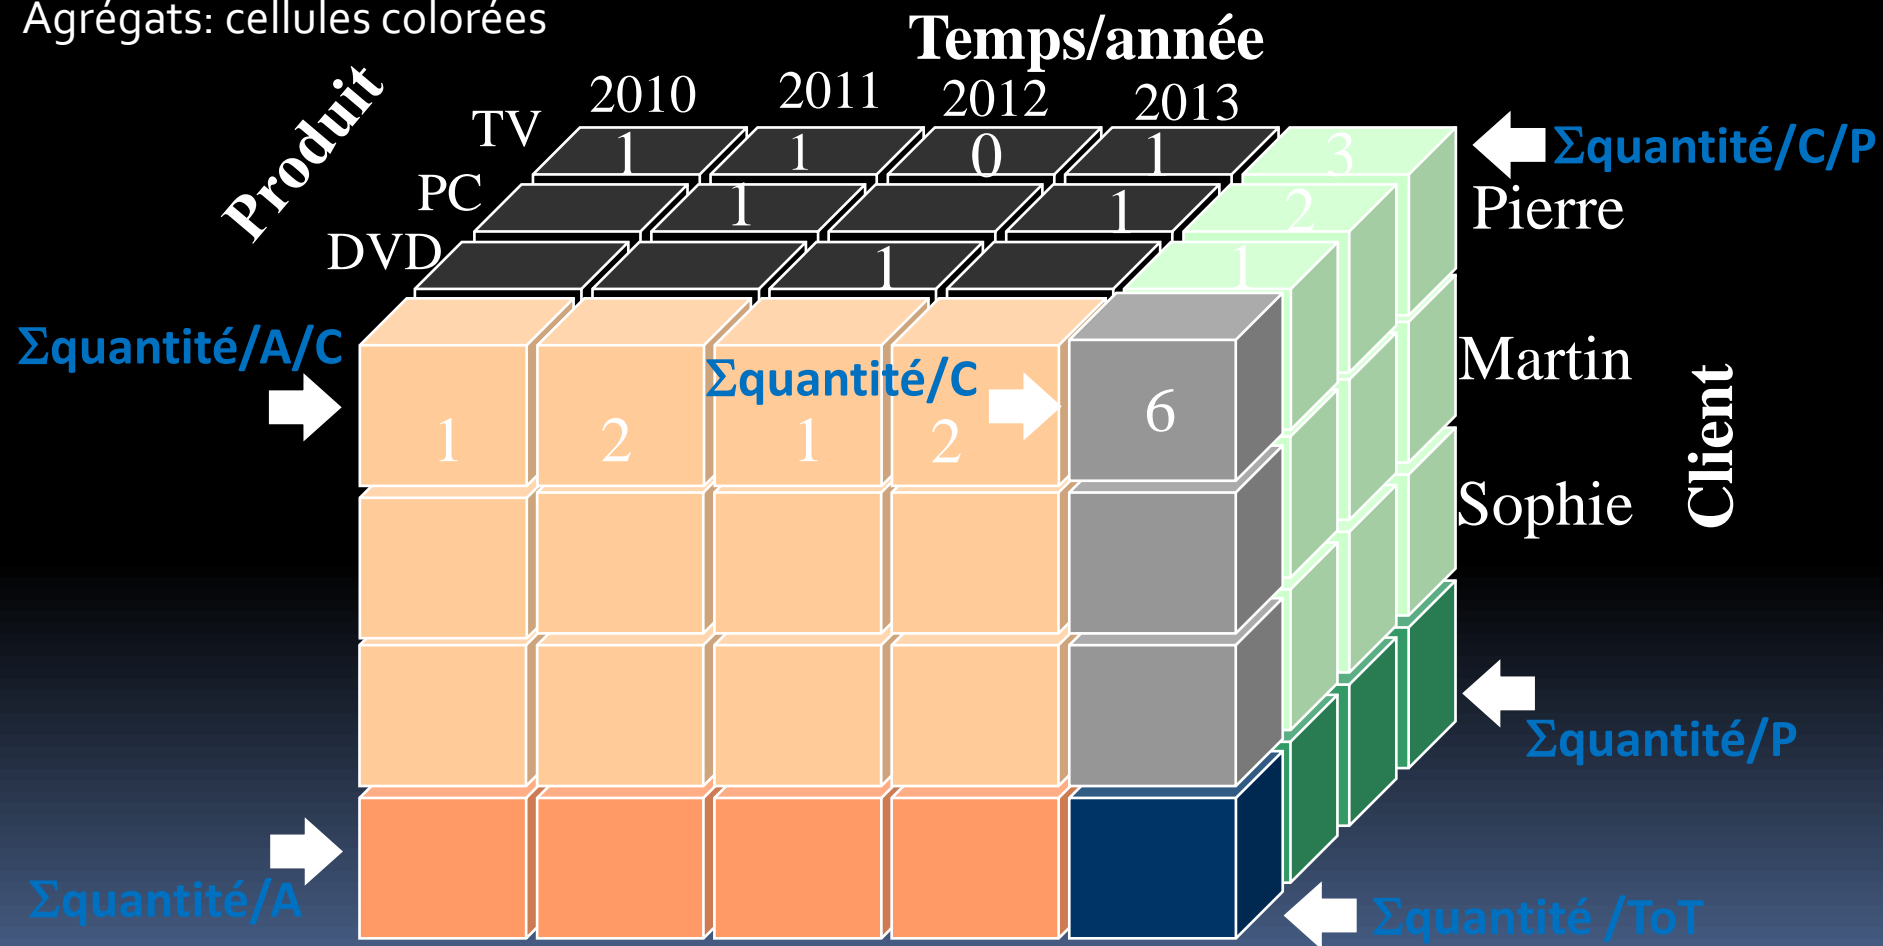 Agrégats: cellules colorées
Temps/année
Produit
2010 2011 2012 2013
TV 1 1 0 1 3
Σquantité/C/P
PC 1 1 2
Pierre
DVD 1 1
Σquantité/A/C
Σquantité/C
Martin
1 2 1 2 6
Client
Sophie
Σquantité/P
Σquantité/A
Σquantité /ToT